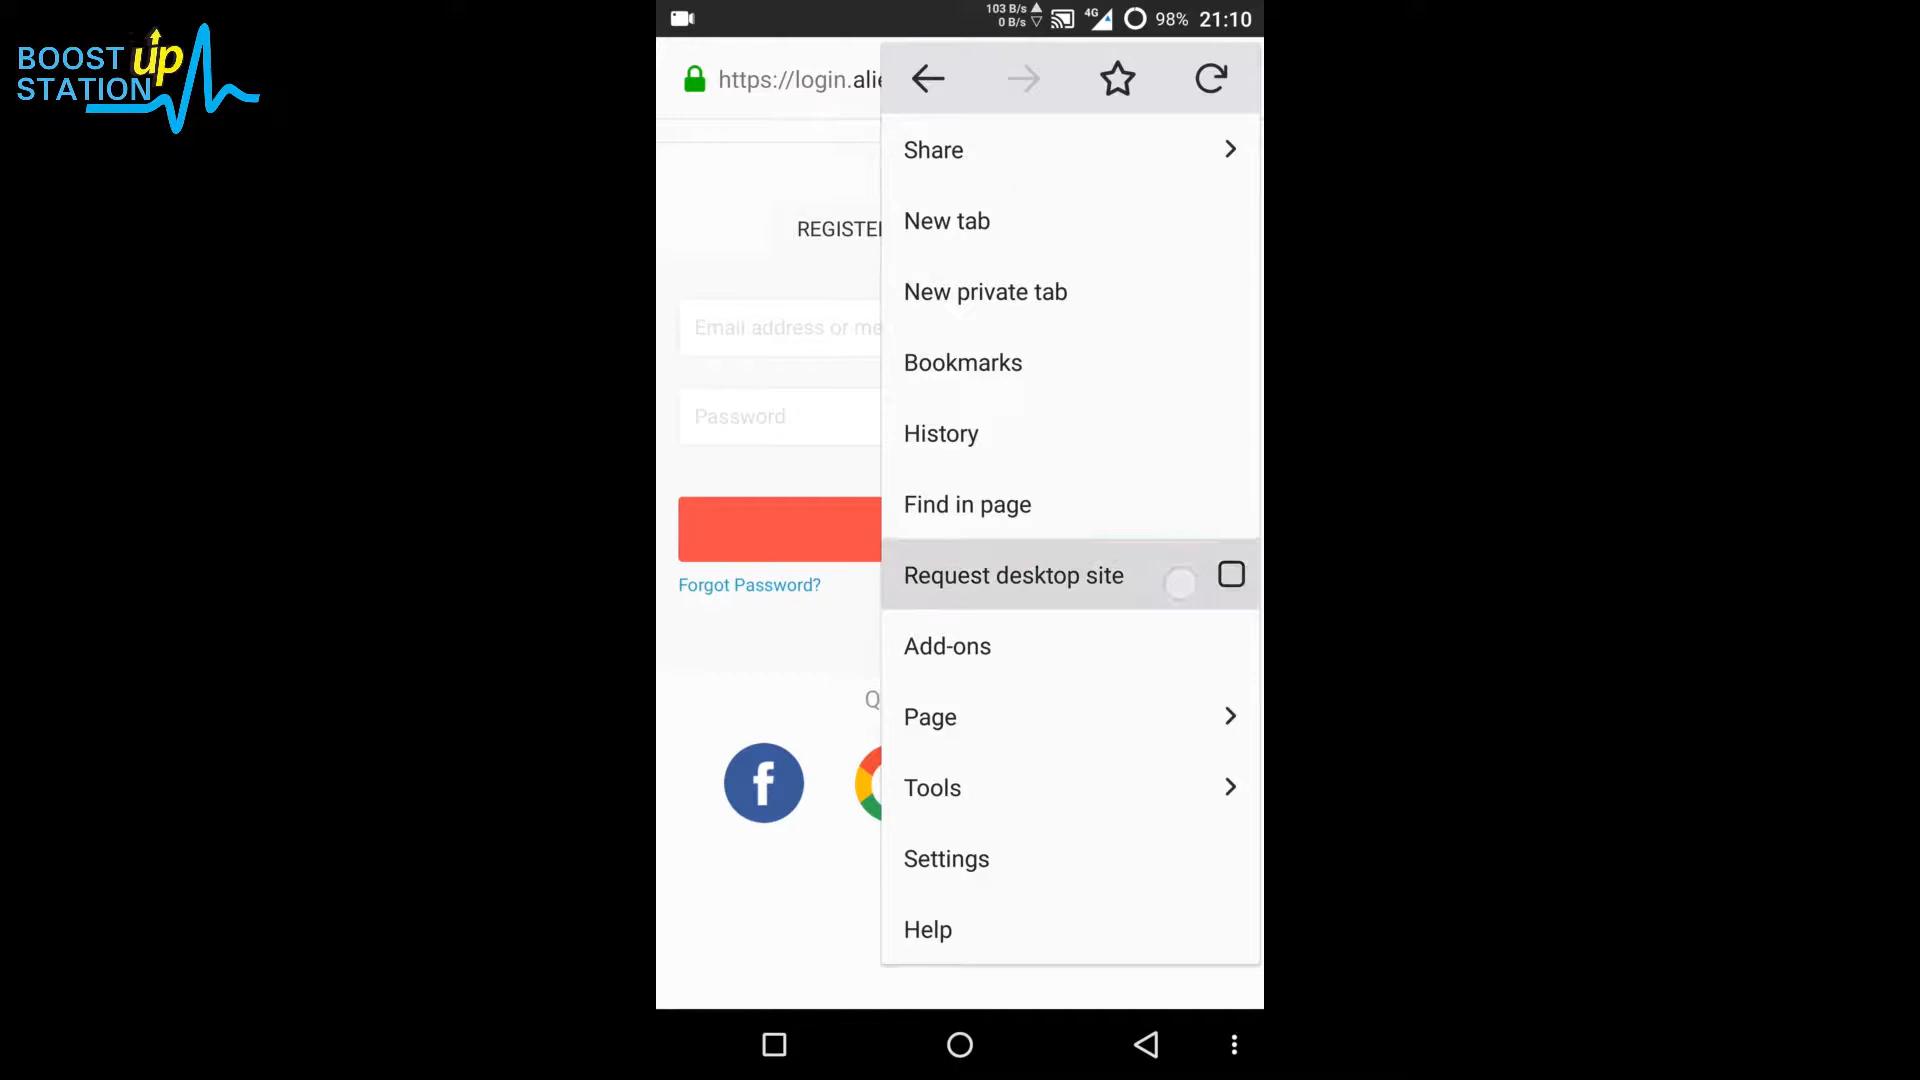 BOOST up
STATION
103 B/s
0 B/s
4G
98%
21:10
https://login.alie
REGISTER
Email address or me
Password
Forgot Password?
Q
f
Share
New tab
New private tab
Bookmarks
History
Find in page
Request desktop site
Add-ons
Page
Tools
Settings
Help